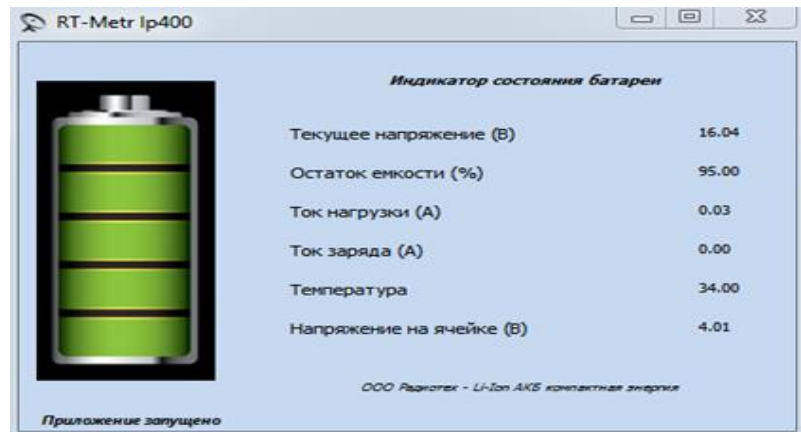 RT-Metr Ip400
Индикатор состояния батареи
Текущее напряжение (В) 16.04
Остаток емкости (%) 95.00
Ток нагрузки (А) 0.03
Ток заряда (А) 0.00
Температура 34.00
Напряжение на ячейке (В) 4.01
ООО Радиотех - Li-Ion АКБ компактная энергия
Приложение запущено